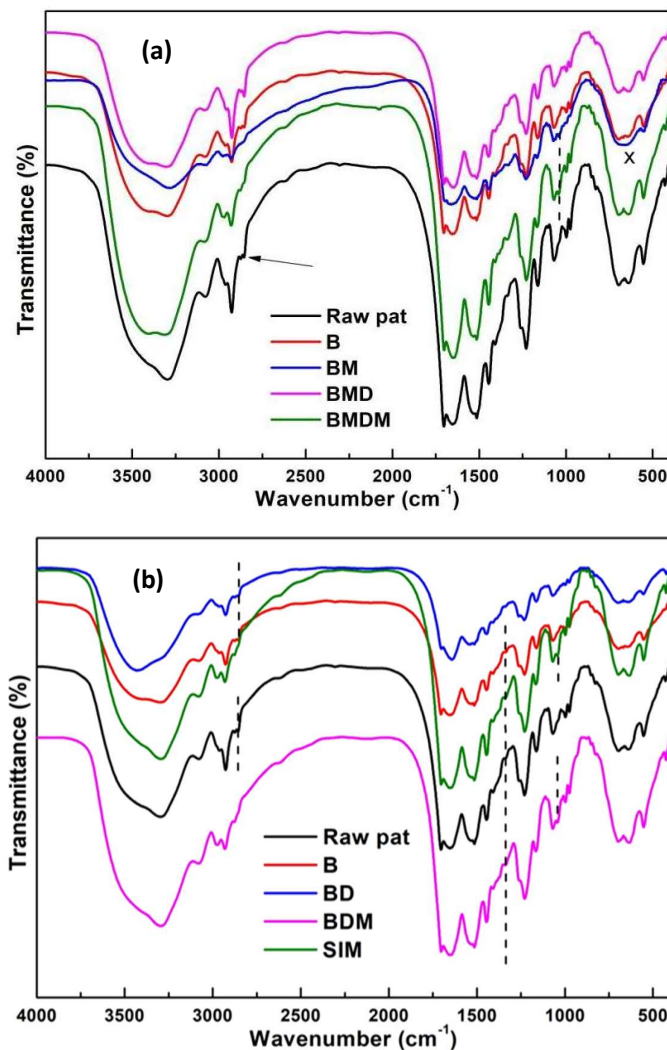 (a)
Transmittance (%)
x
Raw pat
B
BM
BMD
BMDM
4000 3500 3000 2500 2000 1500 1000 500
Wavenumber (cm⁻¹)
(b)
Transmittance (%)
Raw pat
B
BD
BDM
SIM
4000 3500 3000 2500 2000 1500 1000 500
Wavenumber (cm⁻¹)